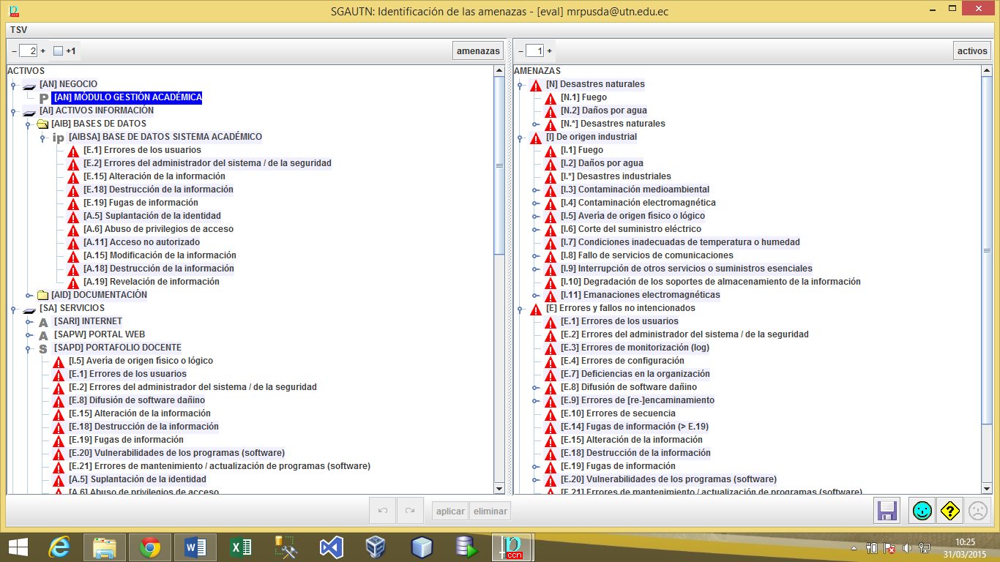 SGAUTN: Identificación de las amenazas - [eval] mrpusda@utn.edu.ec
TSV
− 2 + +1 amenazas
ACTIVOS
[AN] NEGOCIO
P [AN] MÓDULO GESTIÓN ACADÉMICA
[AI] ACTIVOS INFORMACIÓN
[AIB] BASES DE DATOS
ip [AIBSA] BASE DE DATOS SISTEMA ACADÉMICO
[E.1] Errores de los usuarios
[E.2] Errores del administrador del sistema / de la seguridad
[E.15] Alteración de la información
[E.18] Destrucción de la información
[E.19] Fugas de información
[A.5] Suplantación de la identidad
[A.6] Abuso de privilegios de acceso
[A.11] Acceso no autorizado
[A.15] Modificación de la información
[A.18] Destrucción de la información
[A.19] Revelación de información
[AID] DOCUMENTACIÓN
[SA] SERVICIOS
A [SARI] INTERNET
A [SAPW] PORTAL WEB
S [SAPD] PORTAFOLIO DOCENTE
[I.5] Avería de origen físico o lógico
[E.1] Errores de los usuarios
[E.2] Errores del administrador del sistema / de la seguridad
[E.8] Difusión de software dañino
[E.15] Alteración de la información
[E.18] Destrucción de la información
[E.19] Fugas de información
[E.20] Vulnerabilidades de los programas (software)
[E.21] Errores de mantenimiento / actualización de programas (software)
[A.5] Suplantación de la identidad
[A.6] Abuso de privilegios de acceso
− 1 + activos
AMENAZAS
[N] Desastres naturales
[N.1] Fuego
[N.2] Daños por agua
[N.*] Desastres naturales
[I] De origen industrial
[I.1] Fuego
[I.2] Daños por agua
[I.*] Desastres industriales
[I.3] Contaminación medioambiental
[I.4] Contaminación electromagnética
[I.5] Avería de origen físico o lógico
[I.6] Corte del suministro eléctrico
[I.7] Condiciones inadecuadas de temperatura o humedad
[I.8] Fallo de servicios de comunicaciones
[I.9] Interrupción de otros servicios o suministros esenciales
[I.10] Degradación de los soportes de almacenamiento de la información
[I.11] Emanaciones electromagnéticas
[E] Errores y fallos no intencionados
[E.1] Errores de los usuarios
[E.2] Errores del administrador del sistema / de la seguridad
[E.3] Errores de monitorización (log)
[E.4] Errores de configuración
[E.7] Deficiencias en la organización
[E.8] Difusión de software dañino
[E.9] Errores de [re-]encaminamiento
[E.10] Errores de secuencia
[E.14] Fugas de información (> E.19)
[E.15] Alteración de la información
[E.18] Destrucción de la información
[E.19] Fugas de información
[E.20] Vulnerabilidades de los programas (software)
[E.21] Errores de mantenimiento / actualización de programas (software)
aplicar eliminar
ccn
10:25
31/03/2015